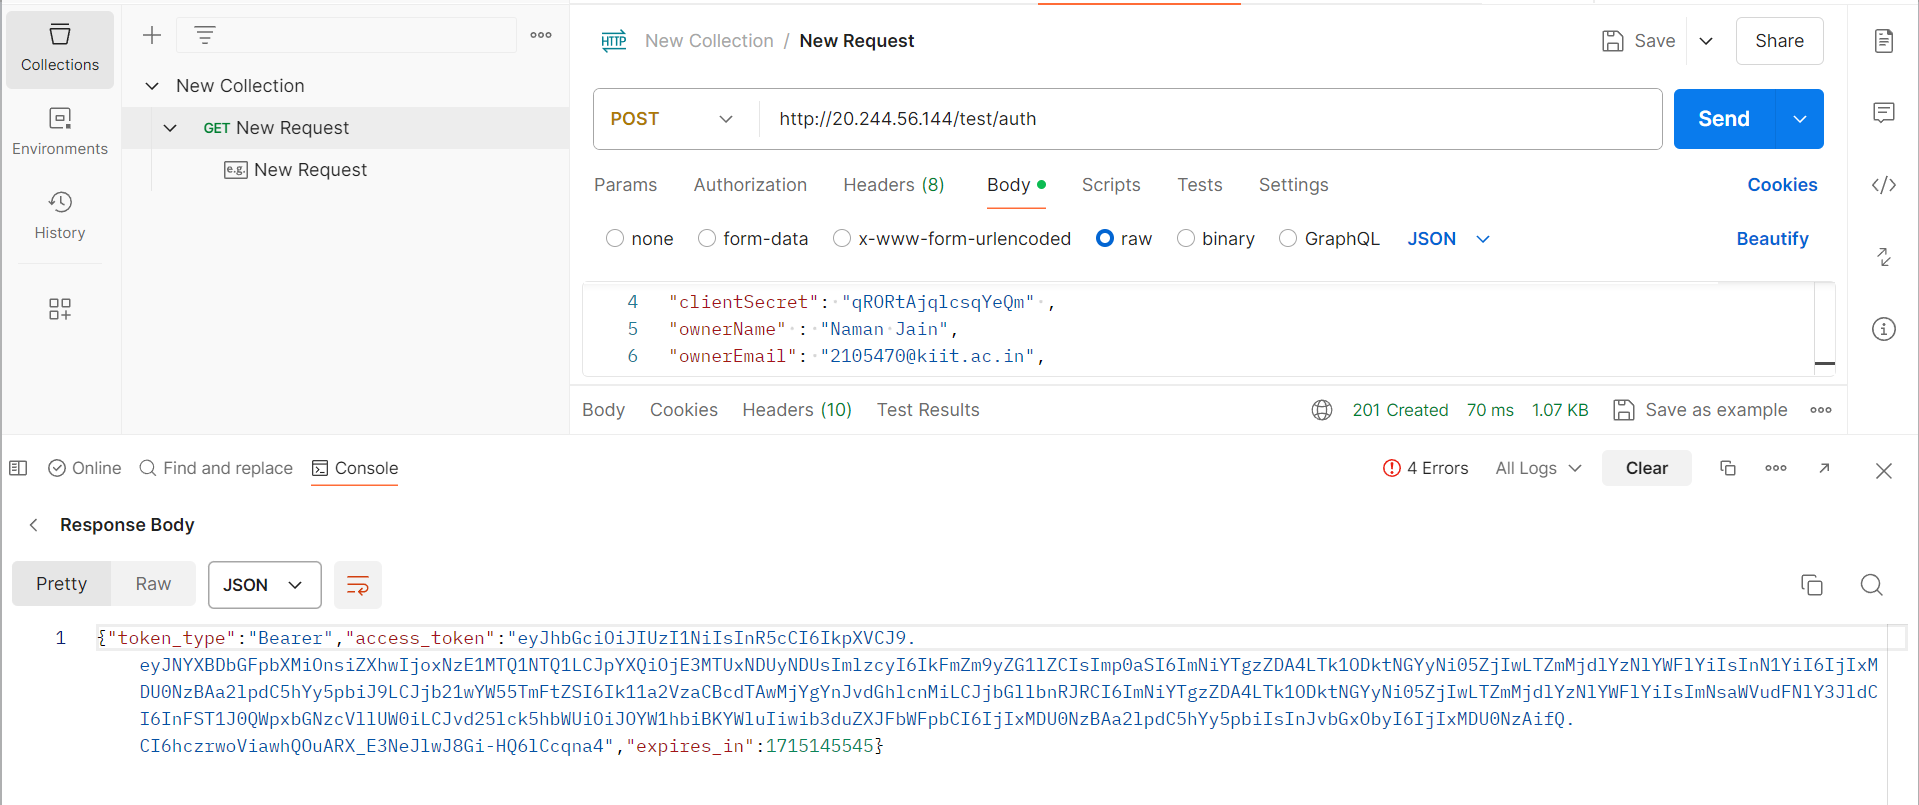 Collections
Environments
History
New Collection
GET New Request
e.g. New Request
HTTP New Collection / New Request
Save
Share
POST
http://20.244.56.144/test/auth
Send
Params Authorization Headers (8) Body Scripts Tests Settings Cookies
none form-data x-www-form-urlencoded raw binary GraphQL JSON Beautify
4 "clientSecret": "qRORtAjqlcsqYeQm" ,
5 "ownerName" : "Naman Jain",
6 "ownerEmail": "2105470@kiit.ac.in",
Body Cookies Headers (10) Test Results 201 Created 70 ms 1.07 KB Save as example
Online Find and replace Console 4 Errors All Logs Clear
Response Body
Pretty Raw JSON
1 {"token_type":"Bearer","access_token":"eyJhbGciOiJIUzI1NiIsInR5cCI6IkpXVCJ9.
eyJNYXBDbGFpbXMiOnsiZXhwIjoxNzE1MTQ1NTQ1LCJpYXQiOjE3MTUxNDUyNDUsImlzcyI6IkFmZm9yZG1lZCIsImp0aSI6ImNiYTgzZDA4LTk1ODktNGYyNi05ZjIwLTZmMjdlYzNlYWFlYiIsInN1YiI6IjIxM
DU0NzBAa2lpdC5hYy5pbiJ9LCJjb21wYW55TmFtZSI6Ik11a2VzaCBcdTAwMjYgYnJvdGhlcnMiLCJjbGllbnRJRCI6ImNiYTgzZDA4LTk1ODktNGYyNi05ZjIwLTZmMjdlYzNlYWFlYiIsImNsaWVudFNlY3JldC
I6InFST1J0QWpxbGNzcVllUW0iLCJvd25lck5hbWUiOiJOYW1hbiBKYWluIiwib3duZXJFbWFpbCI6IjIxMDU0NzBAa2lpdC5hYy5pbiIsInJvbGxObyI6IjIxMDU0NzAifQ.
CI6hczrwoViawhQOuARX_E3NeJlwJ8Gi-HQ6lCcqna4","expires_in":1715145545}